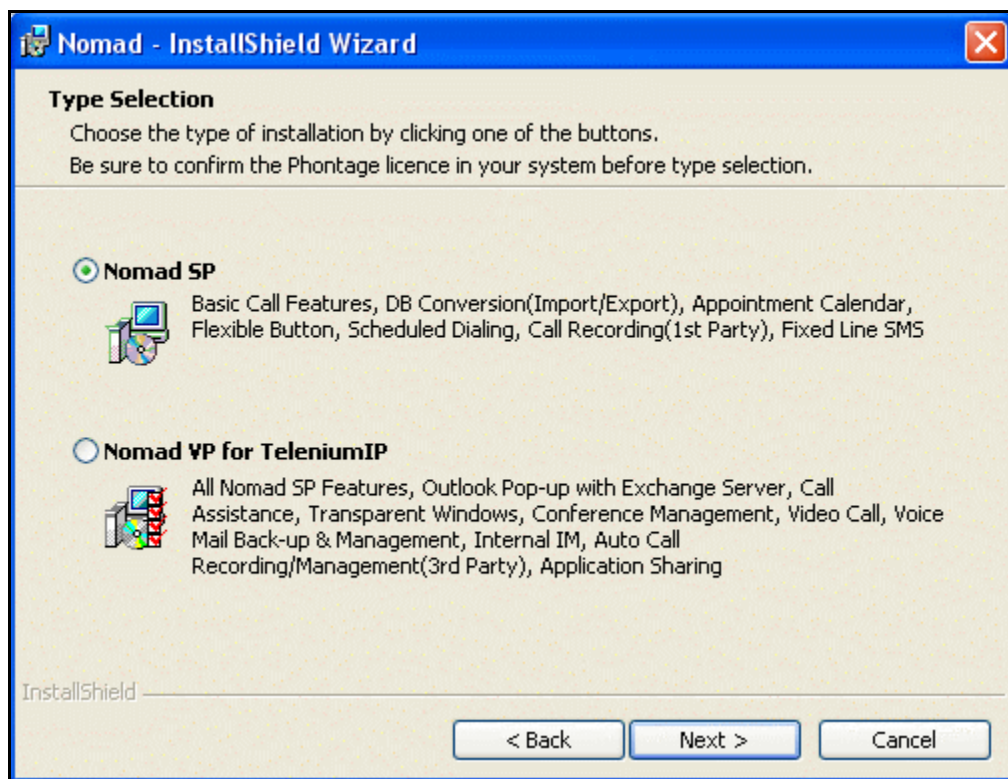 Nomad - InstallShield Wizard
Type Selection
Choose the type of installation by clicking one of the buttons.
Be sure to confirm the Phontage licence in your system before type selection.
Nomad SP
Basic Call Features, DB Conversion(Import/Export), Appointment Calendar,
Flexible Button, Scheduled Dialing, Call Recording(1st Party), Fixed Line SMS
Nomad VP for TeleniumIP
All Nomad SP Features, Outlook Pop-up with Exchange Server, Call
Assistance, Transparent Windows, Conference Management, Video Call, Voice
Mail Back-up & Management, Internal IM, Auto Call
Recording/Management(3rd Party), Application Sharing
InstallShield
< Back
Next >
Cancel